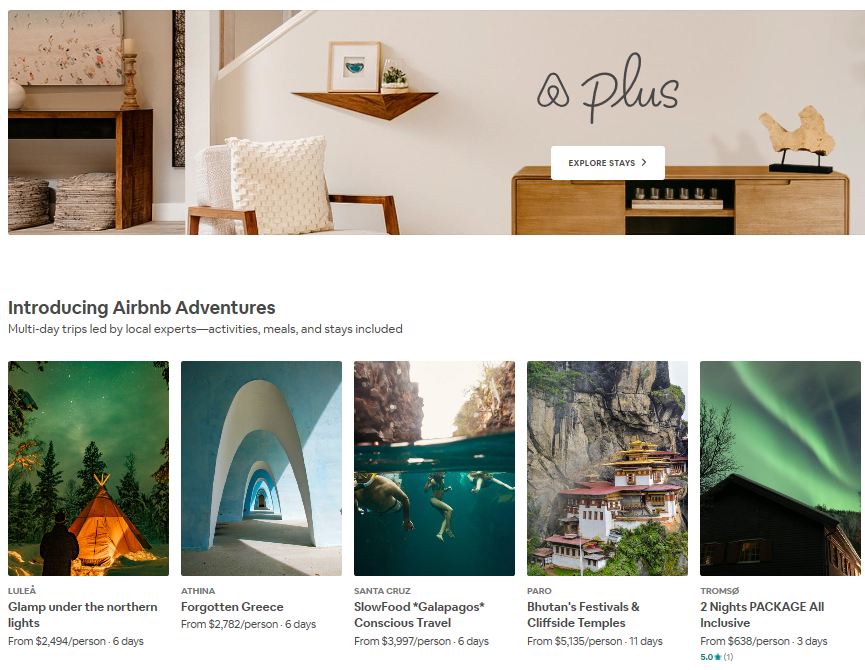 plus
EXPLORE STAYS
Introducing Airbnb Adventures
Multi-day trips led by local experts—activities, meals, and stays included
LULEÅ
Glamp under the northern
lights
From $2,494/person · 6 days
ATHINA
Forgotten Greece
From $2,782/person · 6 days
SANTA CRUZ
SlowFood *Galapagos*
Conscious Travel
From $3,997/person · 6 days
PARO
Bhutan's Festivals &
Cliffside Temples
From $5,135/person · 11 days
TROMSØ
2 Nights PACKAGE All
Inclusive
From $638/person · 3 days
5.0★ (1)